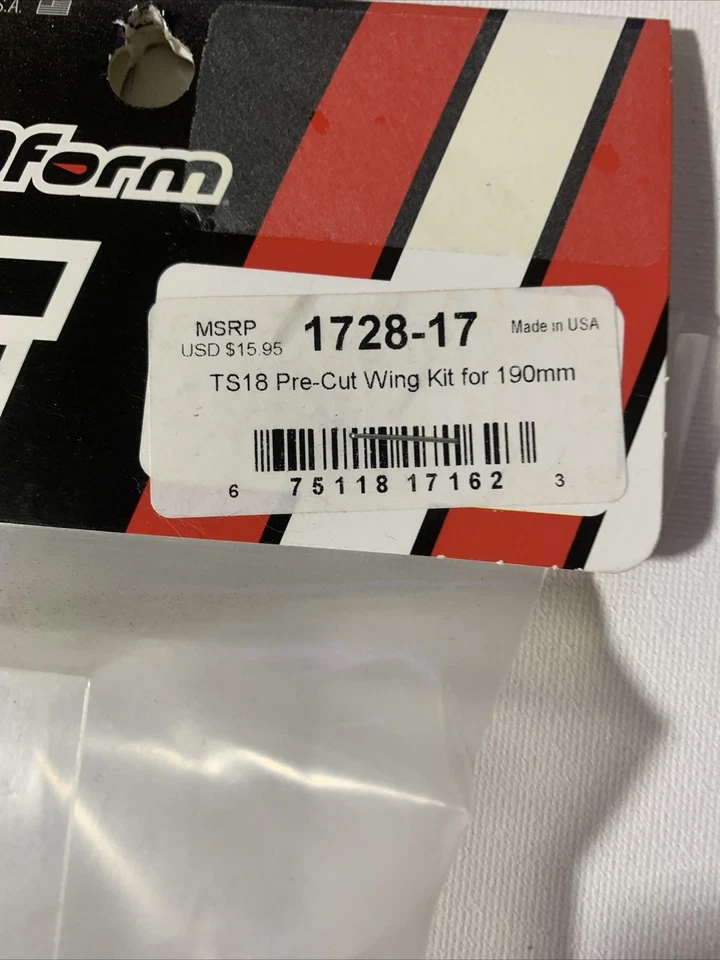 S.A.
form
MSRP
USD $15.95
1728-17
Made in USA
TS18 Pre-Cut Wing Kit for 190mm
6 75118 17162 3